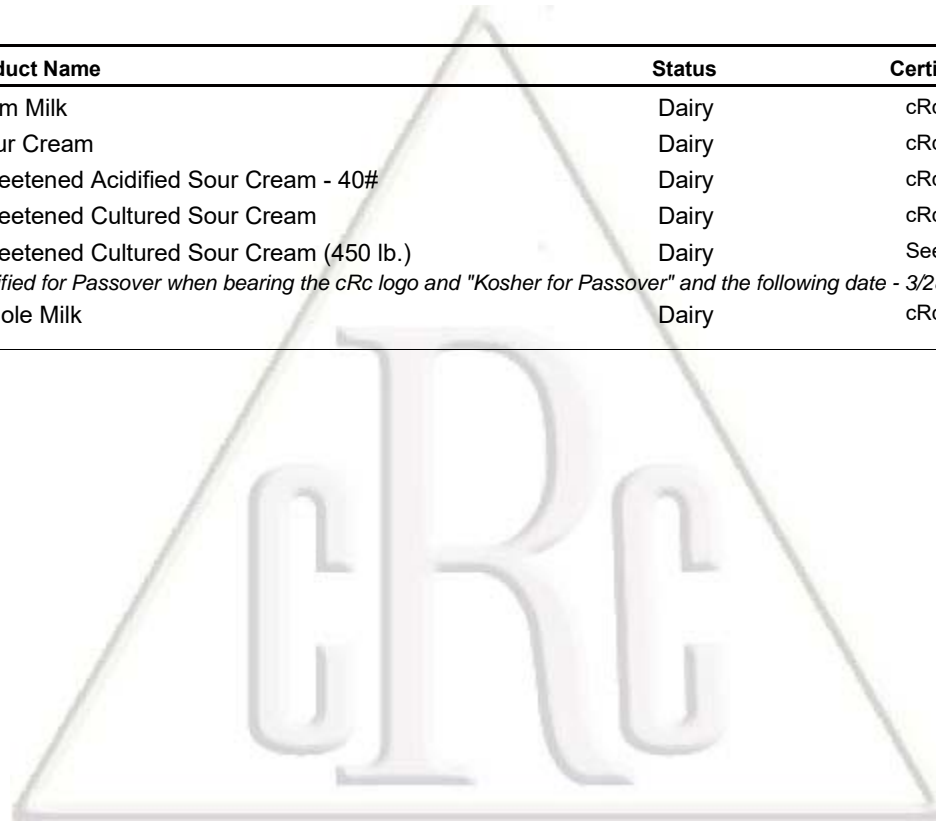 duct Name Status Certi
m Milk Dairy cRc
ur Cream Dairy cRc
eetened Acidified Sour Cream - 40# Dairy cRc
eetened Cultured Sour Cream Dairy cRc
eetened Cultured Sour Cream (450 lb.) Dairy See
ified for Passover when bearing the cRc logo and "Kosher for Passover" and the following date - 3/2
ole Milk Dairy cRc
cRc